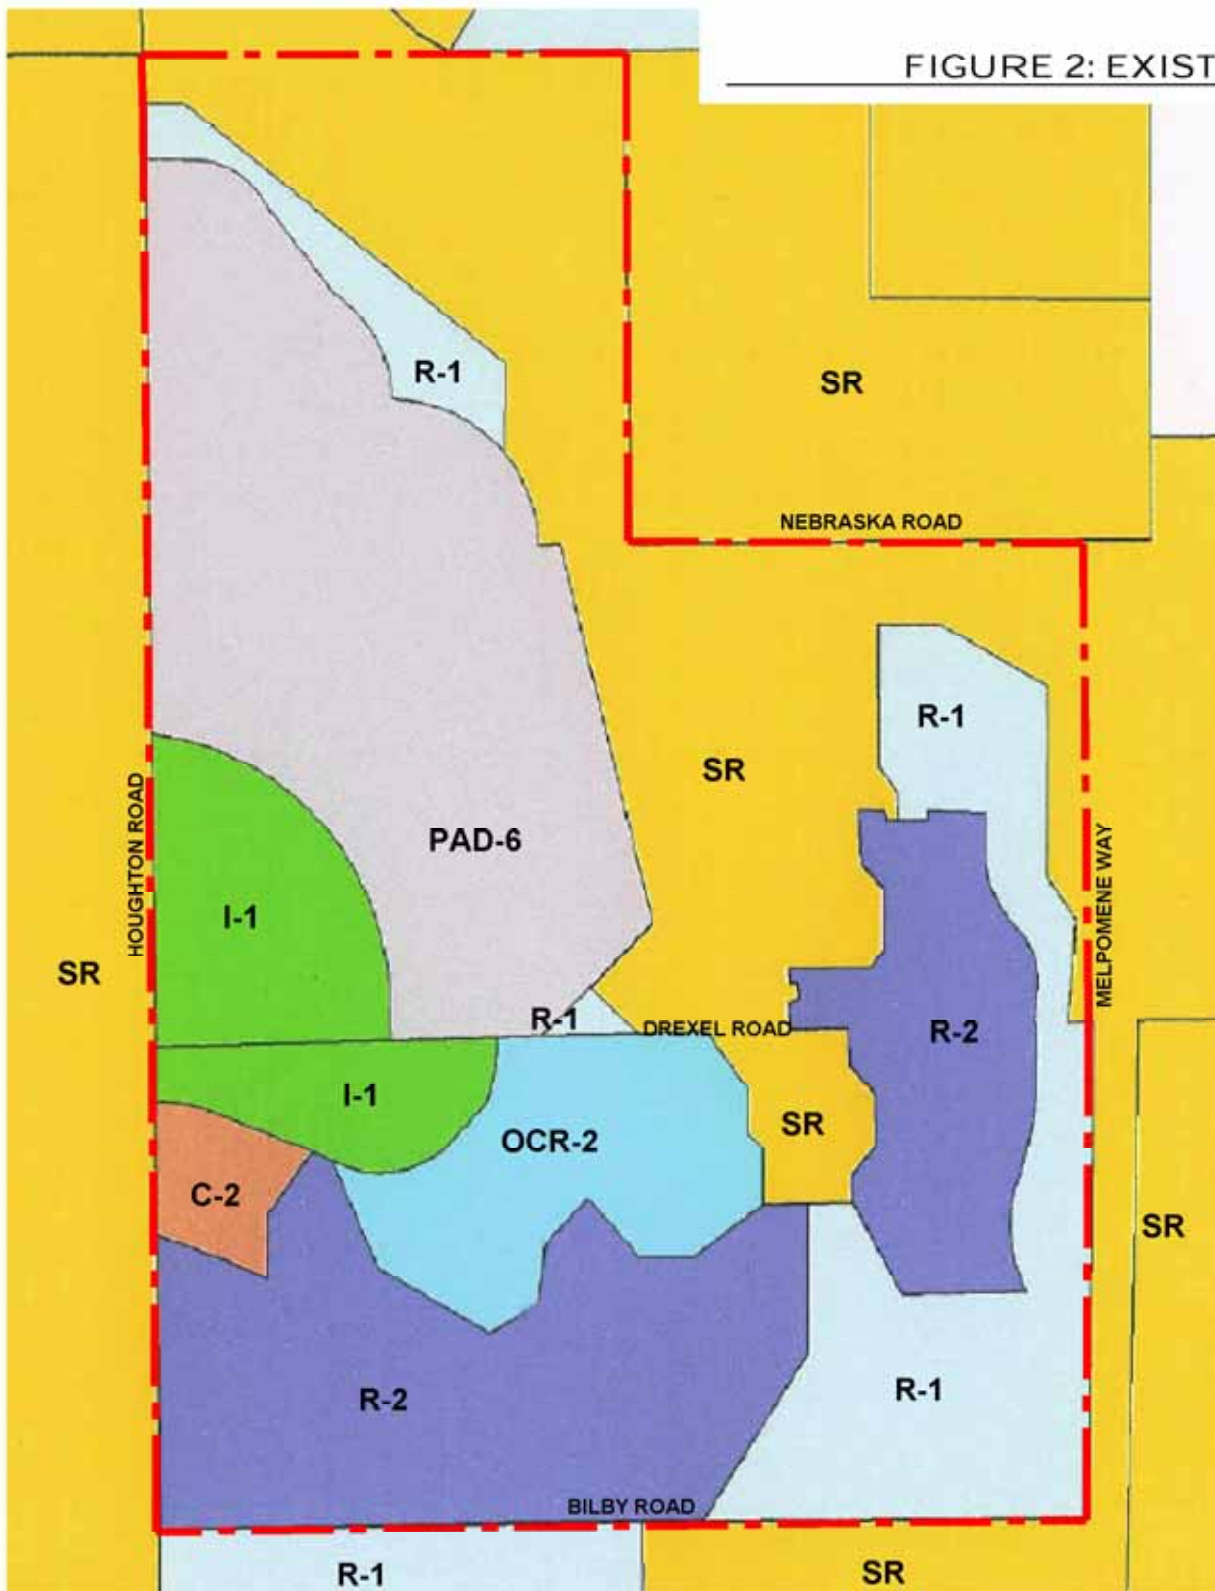 FIGURE 2: EXIST
R-1
SR
NEBRASKA ROAD
R-1
SR
HOUGHTON ROAD
PAD-6
MELPOMENE WAY
I-1
SR
R-1
DREXEL ROAD
R-2
I-1
SR
OCR-2
C-2
SR
R-2
R-1
BILBY ROAD
R-1
SR